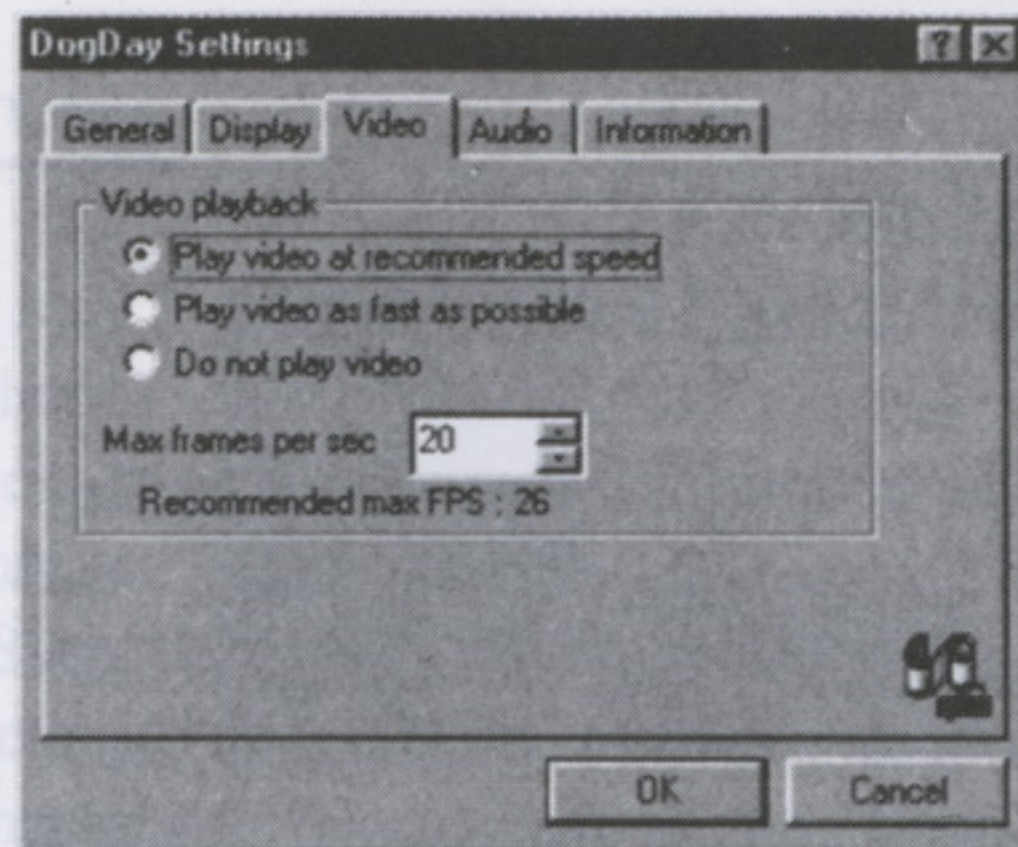 DogDay Settings
General Display Video Audio Information
Video playback
Play video at recommended speed
Play video as fast as possible
Do not play video
Max frames per sec 20
Recommended max FPS : 26
OK Cancel